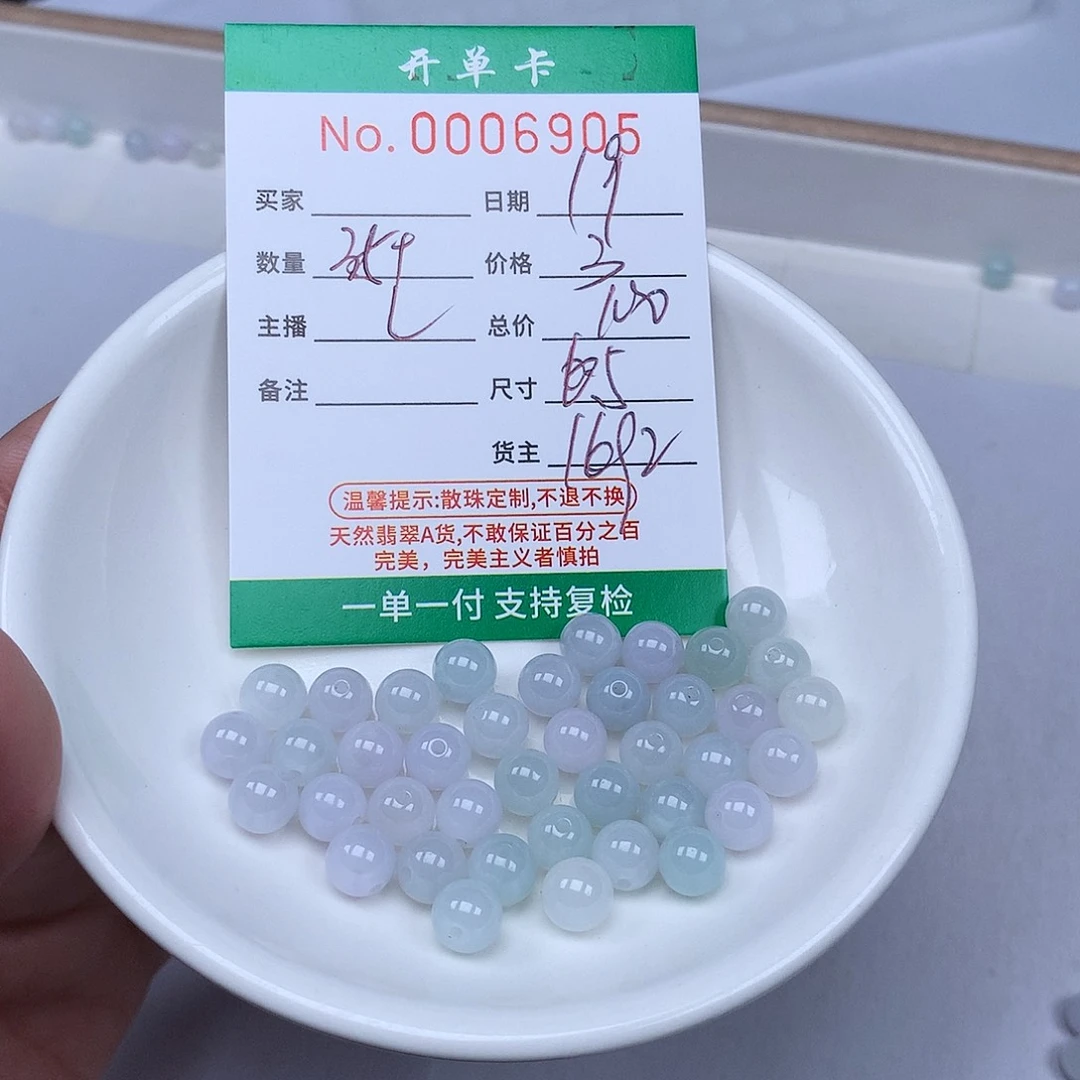 开单卡
No. 0006905
买家 日期 19
数量 价格 3
主播 总价
备注 尺寸
货主
温馨提示:散珠定制,不退不换
天然翡翠A货,不敢保证百分之百
完美，完美主义者慎拍
一单一付 支持复检